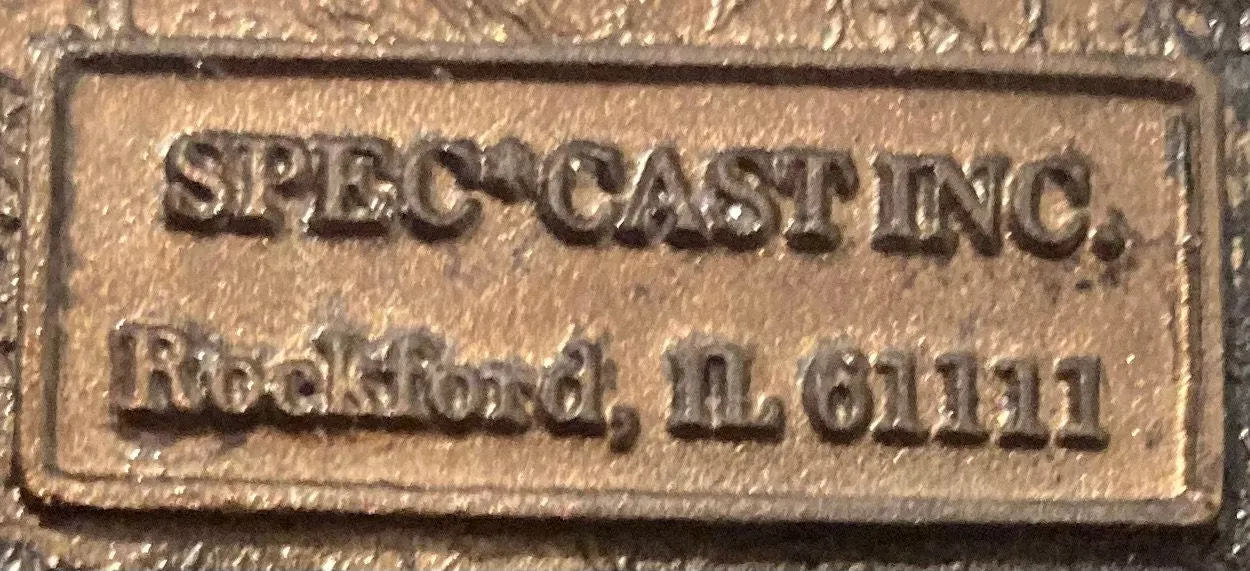 SPEC*CAST INC.
Rockford, IL 61111